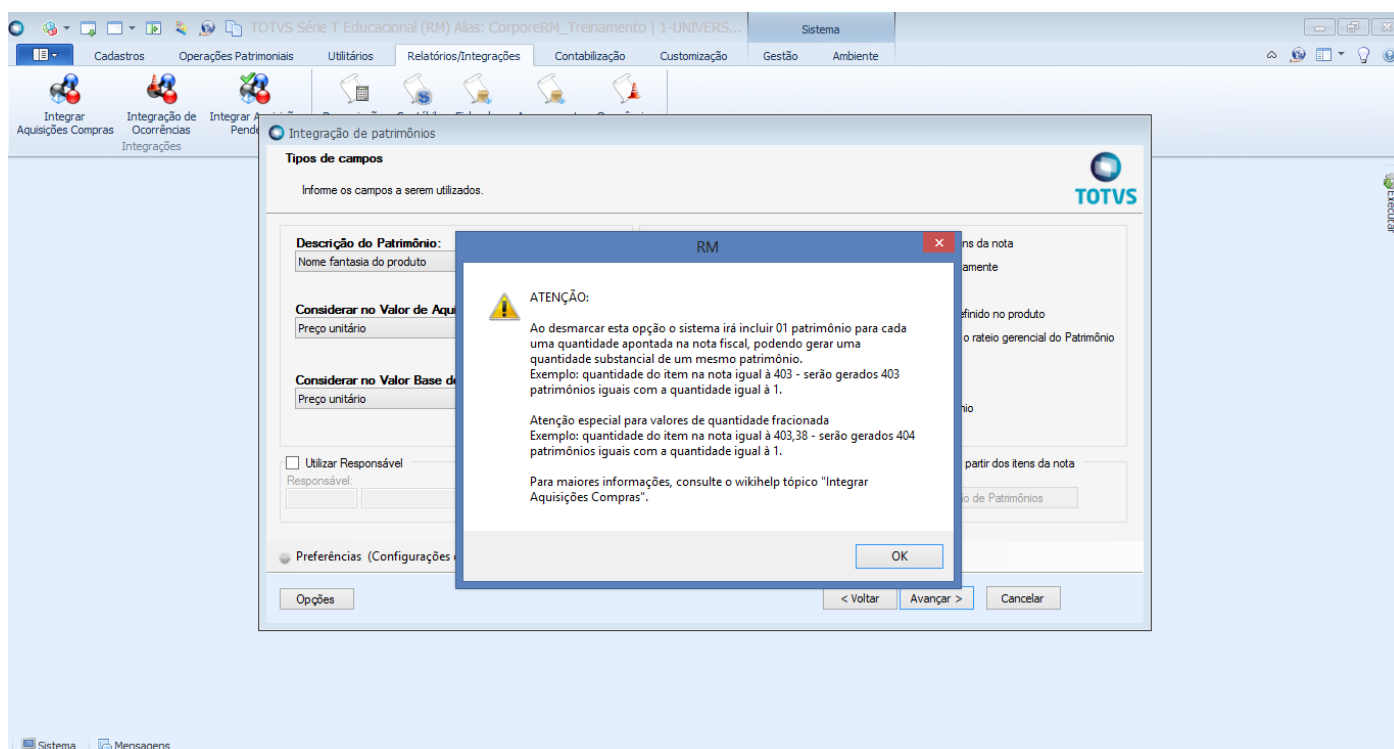 TOTVS Série T Educacional (RM) Alias: CorporeRM_Treinamento | 1-UNIVERS...
Sistema
Cadastros
Operações Patrimoniais
Utilitários
Relatórios/Integrações
Contabilização
Customização
Gestão
Ambiente
Integrar
Aquisições Compras
Integração de
Ocorrências
Integrar
Integrações
Executar
Integração de patrimônios
Tipos de campos
Informe os campos a serem utilizados.
TOTVS
Descrição do Patrimônio:
Nome fantasia do produto
Considerar no Valor de
Preço unitário
Considerar no Valor Base
Preço unitário
Utilizar Responsável
Responsável:
da nota
no produto
o rateio gerencial do Patrimônio
partir dos itens da nota
de Patrimônios
Preferências (Configurações
RM
ATENÇÃO:
Ao desmarcar esta opção o sistema irá incluir 01 patrimônio para cada
uma quantidade apontada na nota fiscal, podendo gerar uma
quantidade substancial de um mesmo patrimônio.
Exemplo: quantidade do item na nota igual à 403 - serão gerados 403
patrimônios iguais com a quantidade igual à 1.
Atenção especial para valores de quantidade fracionada
Exemplo: quantidade do item na nota igual à 403,38 - serão gerados 404
patrimônios iguais com a quantidade igual à 1.
Para maiores informações, consulte o wikihelp tópico "Integrar
Aquisições Compras".
OK
Opções
< Voltar
Avançar >
Cancelar
Sistema
Mensagens